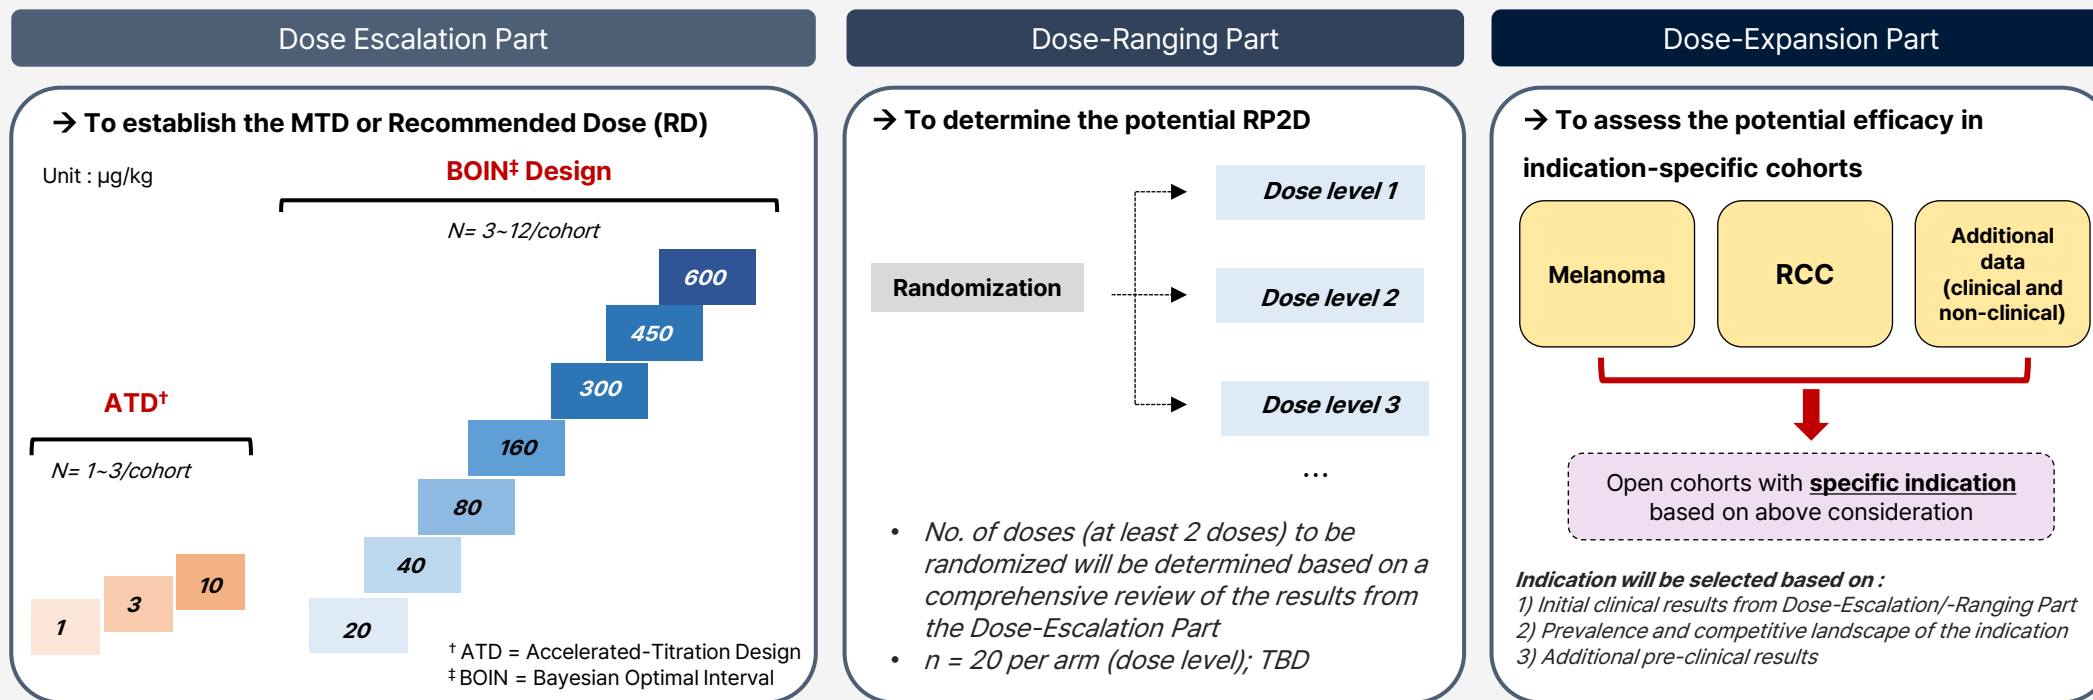 Dose Escalation Part
→ To establish the MTD or Recommended Dose (RD)
Unit : µg/kg
BOIN‡ Design
N= 3~12/cohort
600
450
300
160
80
40
20
ATD†
N= 1~3/cohort
10
3
1
† ATD = Accelerated-Titration Design
‡ BOIN = Bayesian Optimal Interval
Dose-Ranging Part
→ To determine the potential RP2D
Randomization
Dose level 1
Dose level 2
Dose level 3
...
• No. of doses (at least 2 doses) to be
randomized will be determined based on a
comprehensive review of the results from
the Dose-Escalation Part
• n = 20 per arm (dose level); TBD
Dose-Expansion Part
→ To assess the potential efficacy in
indication-specific cohorts
Melanoma
RCC
Additional
data
(clinical and
non-clinical)
Open cohorts with specific indication
based on above consideration
Indication will be selected based on :
1) Initial clinical results from Dose-Escalation/-Ranging Part
2) Prevalence and competitive landscape of the indication
3) Additional pre-clinical results